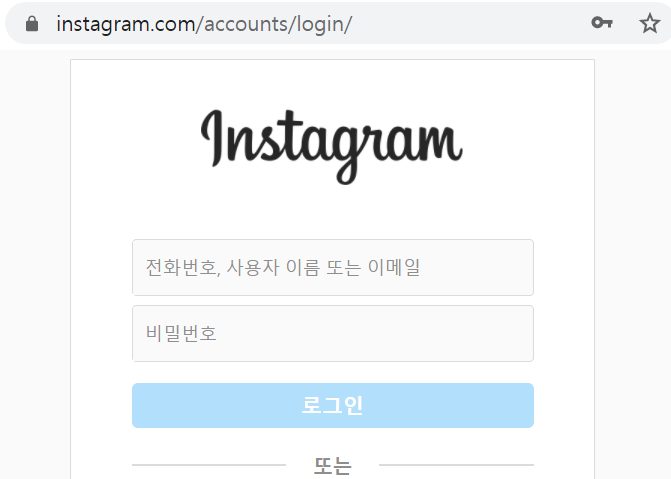 instagram.com/accounts/login/
Instagram
전화번호, 사용자 이름 또는 이메일
비밀번호
로그인
또는